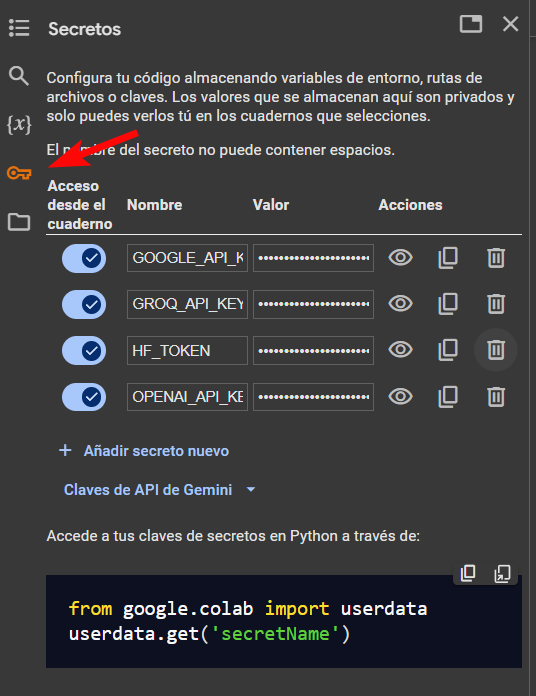 Secretos
Configura tu código almacenando variables de entorno, rutas de
archivos o claves. Los valores que se almacenan aquí son privados y
solo puedes verlos tú en los cuadernos que selecciones.
El nombre del secreto no puede contener espacios.
Acceso
desde el
cuaderno
Nombre
Valor
Acciones
GOOGLE_API_K
GROQ_API_KEY
HF_TOKEN
OPENAI_API_KE
+ Añadir secreto nuevo
Claves de API de Gemini
Accede a tus claves de secretos en Python a través de:
from google.colab import userdata
userdata.get('secretName')